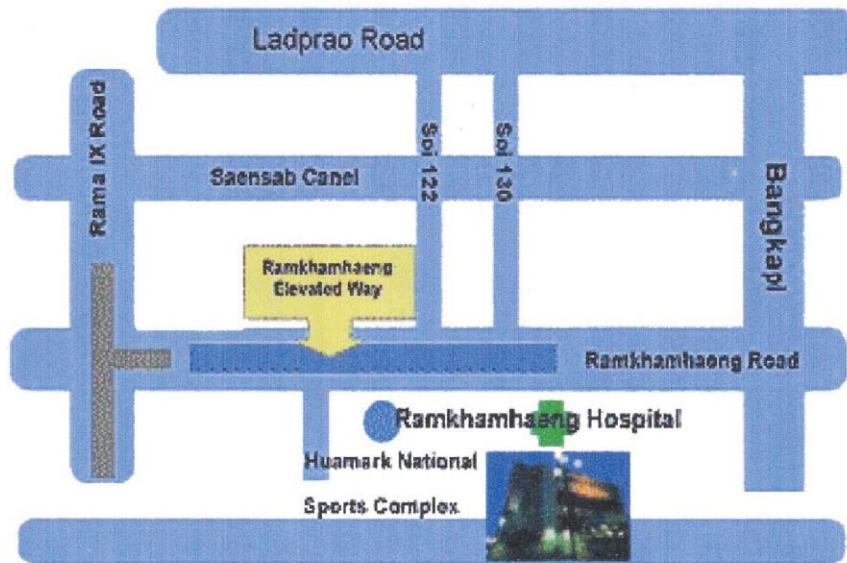 Ladprao Road
Rama IX Road
Saensab Canel
Soi 122
Soi 130
Bangkapi
Ramkhamhaeng
Elevated Way
Ramkhamhaeng Road
Ramkhamhaeng Hospital
Huamark National
Sports Complex